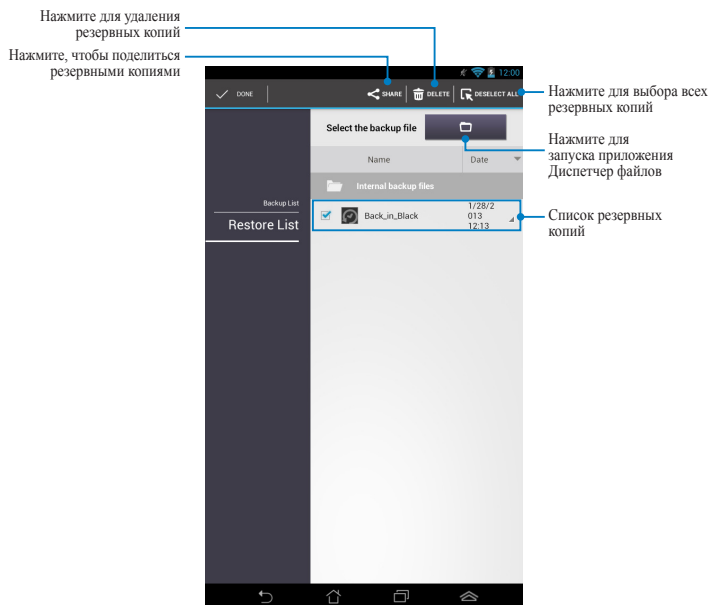 Нажмите для удаления
резервных копий
Нажмите, чтобы поделиться
резервными копиями
12:00
DONE
SHARE
DELETE
DESELECT ALL
Нажмите для выбора всех
резервных копий
Select the backup file
Нажмите для
запуска приложения
Диспетчер файлов
Name
Date
Internal backup files
Backup List
Restore List
Back_in_Black
1/28/2
013
12:13
Список резервных
копий